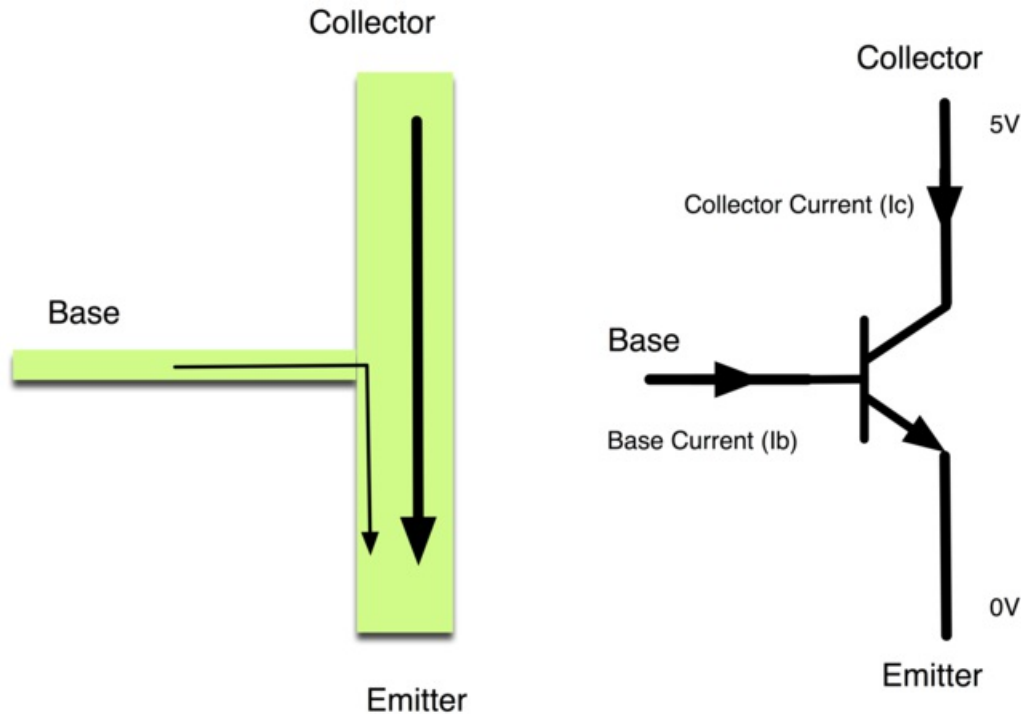 Collector
Base
Emitter
Collector
5V
Collector Current (Ic)
Base
Base Current (Ib)
0V
Emitter